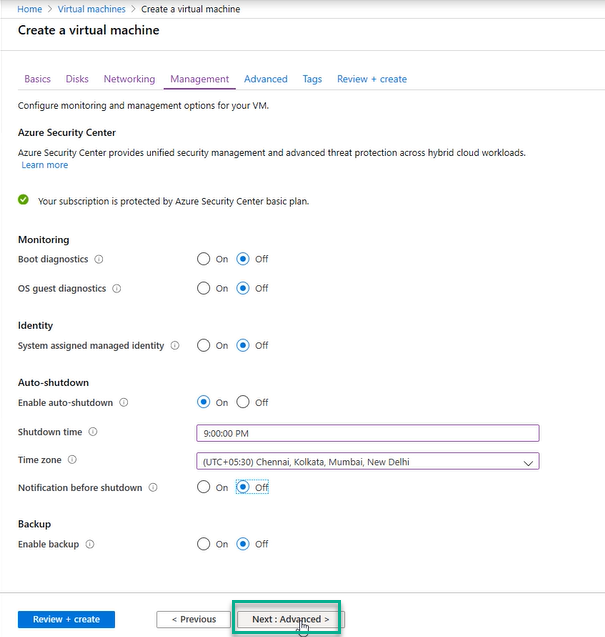 Home > Virtual machines > Create a virtual machine
Create a virtual machine
Basics Disks Networking Management Advanced Tags Review + create
Configure monitoring and management options for your VM.
Azure Security Center
Azure Security Center provides unified security management and advanced threat protection across hybrid cloud workloads.
Learn more
Your subscription is protected by Azure Security Center basic plan.
Monitoring
Boot diagnostics On Off
OS guest diagnostics On Off
Identity
System assigned managed identity On Off
Auto-shutdown
Enable auto-shutdown On Off
Shutdown time 9:00:00 PM
Time zone (UTC+05:30) Chennai, Kolkata, Mumbai, New Delhi
Notification before shutdown On Off
Backup
Enable backup On Off
Review + create < Previous Next : Advanced >